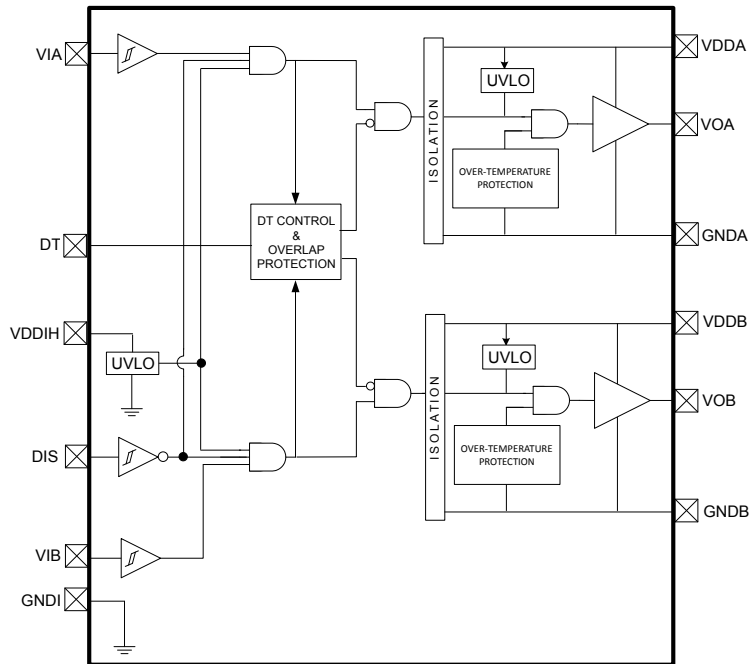 VIA
VDDA
UVLO
VOA
ISOLATION
OVER-TEMPERATURE
PROTECTION
DT CONTROL
&
OVERLAP
PROTECTION
DT
GNDA
VDDIH
UVLO
VDDB
UVLO
VOB
ISOLATION
OVER-TEMPERATURE
PROTECTION
DIS
GNDB
VIB
GNDI